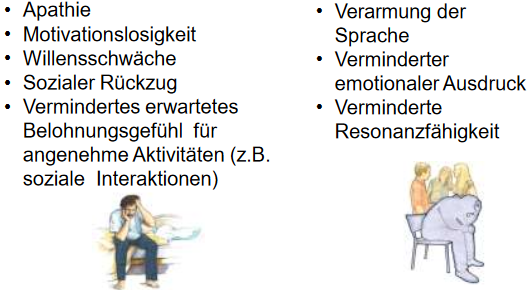 • Apathie
• Motivationslosigkeit
• Willensschwäche
• Sozialer Rückzug
• Vermindertes erwartetes
Belohnungsgefühl für
angenehme Aktivitäten (z.B.
soziale Interaktionen)
• Verarmung der
Sprache
• Verminderter
emotionaler Ausdruck
• Verminderte
Resonanzfähigkeit